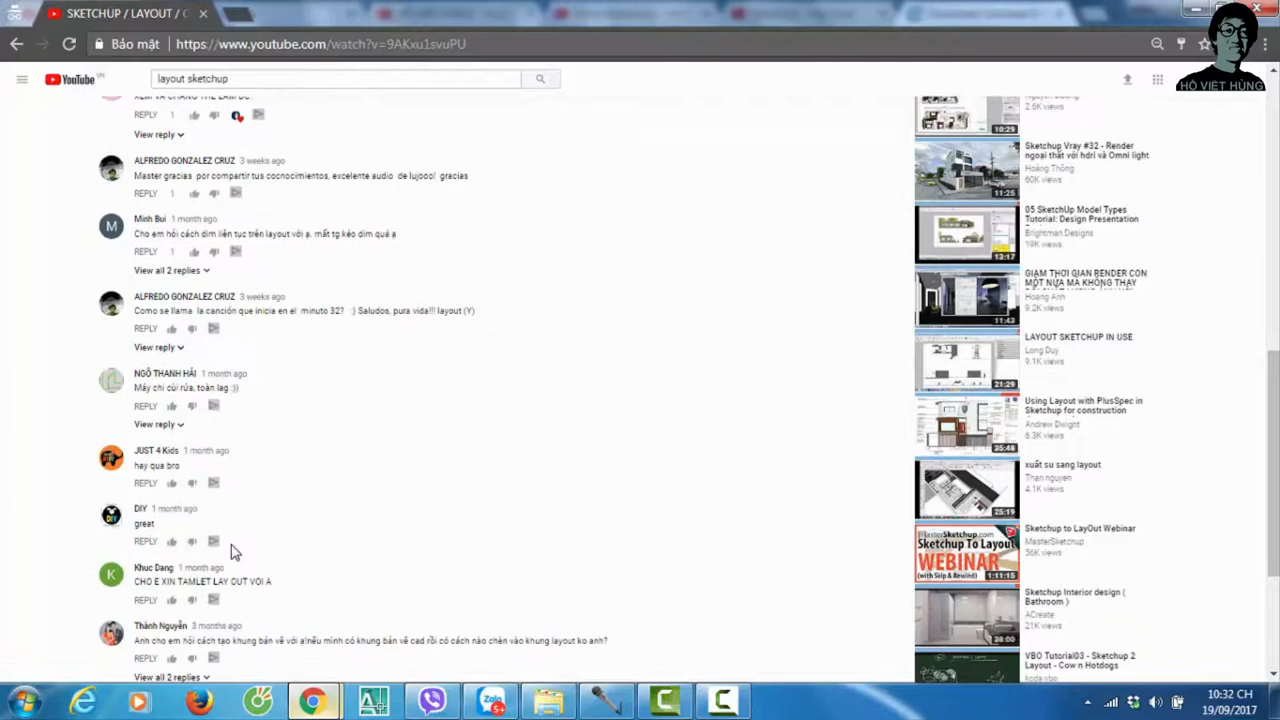 SKETCHUP / LAYOUT / (
Bảo mật
https://www.youtube.com/watch?v=9AKxu1svuPU
HỒ VIỆT HÙNG
YouTube VN
layout sketchup
REPLY 1
View reply
ALFREDO GONZALEZ CRUZ 3 weeks ago
Master gracias por compartir tus cocnocimientos, excelente audio de lujooo! gracias
REPLY 1
Minh Bui 1 month ago
Cho em hỏi cách dim liên tục trên layout với a. mất tg kéo dim quá ạ
REPLY 1
View all 2 replies
ALFREDO GONZALEZ CRUZ 3 weeks ago
Como se llama la canción que inicia en el minuto 32? :) Saludos, pura vida!!! layout (Y)
REPLY
View reply
NGÔ THANH HẢI 1 month ago
Máy chi cùi rứa, toàn lag :))
REPLY
View reply
JUST 4 Kids 1 month ago
hay qua bro
REPLY
DIY 1 month ago
great
REPLY
Khuc Dang 1 month ago
CHO E XIN TAMLET LAY OUT VOI A
REPLY
Thành Nguyễn 3 months ago
Anh cho em hỏi cách tạo khung bản vẽ với a!nếu mình có khung bản vẽ cad rồi có cách nào chèn vào khung layout ko anh?
REPLY
View all 2 replies
2.6K views
10:29
Sketchup Vray #32 - Render
ngoại thất với hdri và Omni light
Hoàng Thông
60K views
11:25
05 SketchUp Model Types
Tutorial: Design Presentation
Brightman Designs
19K views
13:17
GIẢM THỜI GIAN RENDER CÒN
MỘT NỬA MÀ KHÔNG THAY
Hoang Anh
9.2K views
11:43
LAYOUT SKETCHUP IN USE
Long Duy
9.1K views
21:29
Using Layout with PlusSpec in
Sketchup for construction
Andrew Dwight
6.3K views
35:48
xuất su sang layout
Than nguyen
4.1K views
25:19
Sketchup to LayOut Webinar
MasterSketchup
56K views
MasterSketchup.com
Sketchup To Layout
WEBINAR
(with Skip & Rewind)
1:11:15
Sketchup Interior design (
Bathroom )
ACreate
21K views
38:00
VBO Tutorial03 - Sketchup 2
Layout - Cow n Hotdogs
kcda vbo
10:32 CH
19/09/2017